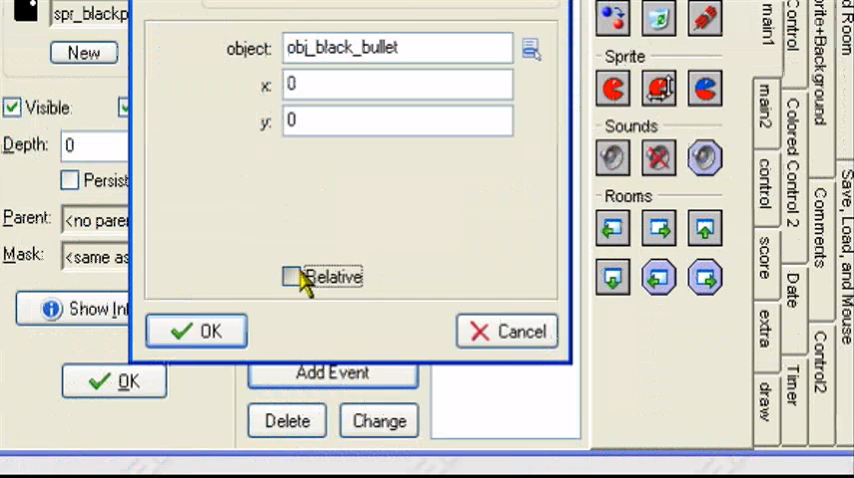 spr_blackp
New
Visible
Depth: 0
Persist
Parent: <no paren
Mask: <same as
Show In
OK
object: obj_black_bullet
x: 0
y: 0
Relative
OK
Cancel
Add Event
Delete
Change
Sprite
Sounds
Rooms
main1
main2
control
score
extra
draw
Control
Colored Control 2
Date
Timer
rite+Background
Comments
Control2
d Room
Save, Load, and Mouse